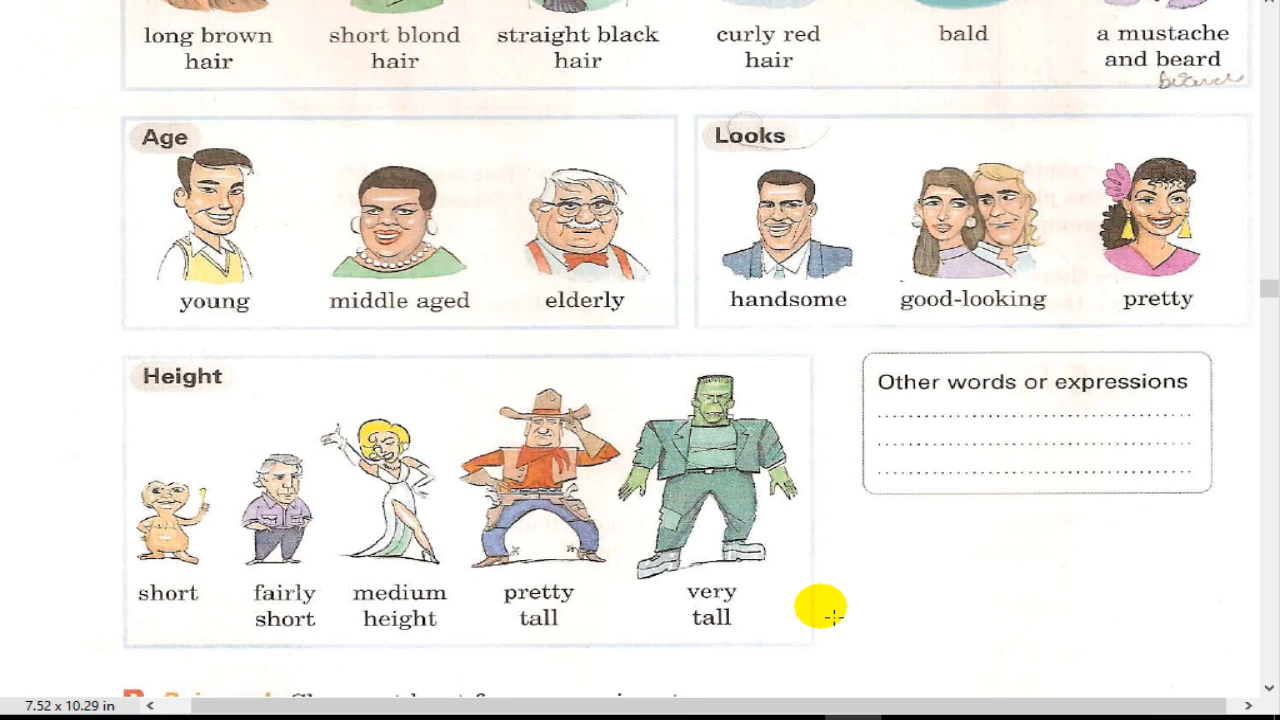 long brown hair
short blond hair
straight black hair
curly red hair
bald
a mustache and beard
Age
young
middle aged
elderly
Looks
handsome
good-looking
pretty
Height
short
fairly short
medium height
pretty tall
very tall
Other words or expressions
7.52 x 10.29 in